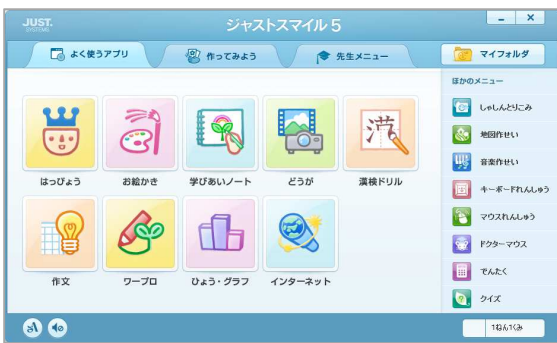 JUST.
SYSTEMS
ジャストスマイル 5
よく使うアプリ
作ってみよう
先生メニュー
マイフォルダ
ほかのメニュー
はっぴょう
お絵かき
学びあいノート
どうが
漢検ドリル
作文
ワープロ
ひょう・グラフ
インターネット
しゃしんとりこみ
地図作せい
音楽作せい
キーボードれんしゅう
マウスれんしゅう
ドクターマウス
でんたく
クイズ
あ
1ねん1くみ